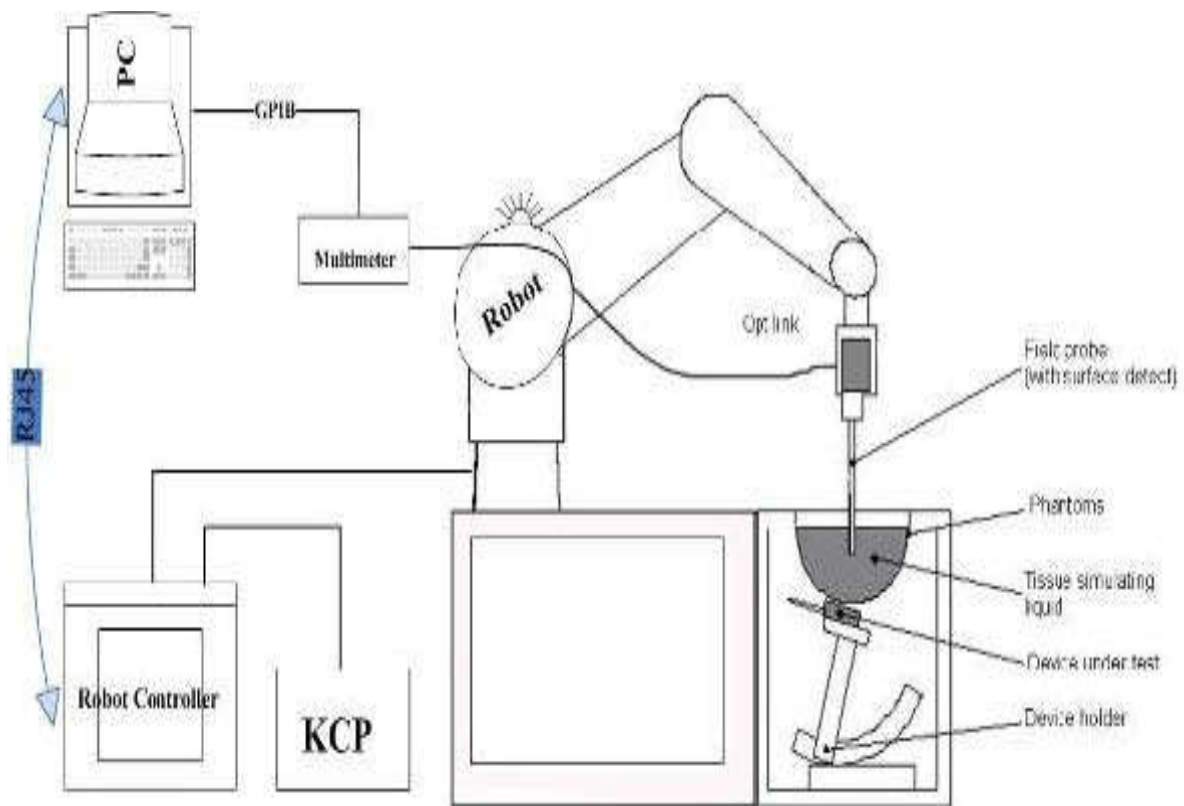 PC
GPIB
Multimeter
Robot
Opt link
Field probe
(with surface detect)
Phantoms
Tissue simulating
liquid
Device under test
Device holder
RJ45
Robot Controller
KCP